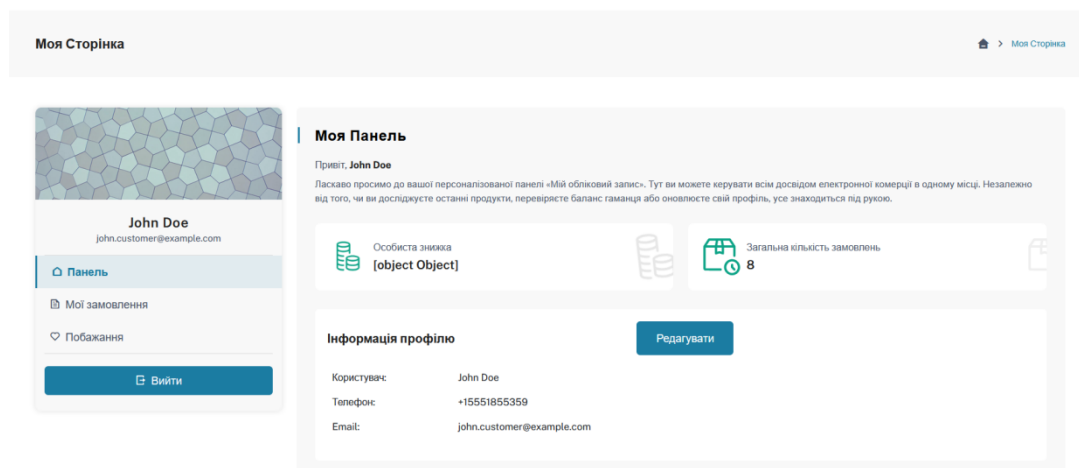 Моя Сторінка
> Моя Сторінка
John Doe
john.customer@example.com
Панель
Мої замовлення
Побажання
Вийти
Моя Панель
Привіт, John Doe
Ласкаво просимо до вашої персоналізованої панелі «Мій обліковий запис». Тут ви можете керувати всім досвідом електронної комерції в одному місці. Незалежно
від того, чи ви досліджуєте останні продукти, перевіряєте баланс гаманця або оновлюєте свій профіль, усе знаходиться під рукою.
Особиста знижка
[object Object]
Загальна кількість замовлень
8
Інформація профілю
Редагувати
Користувач: John Doe
Телефон: +15551855359
Email: john.customer@example.com